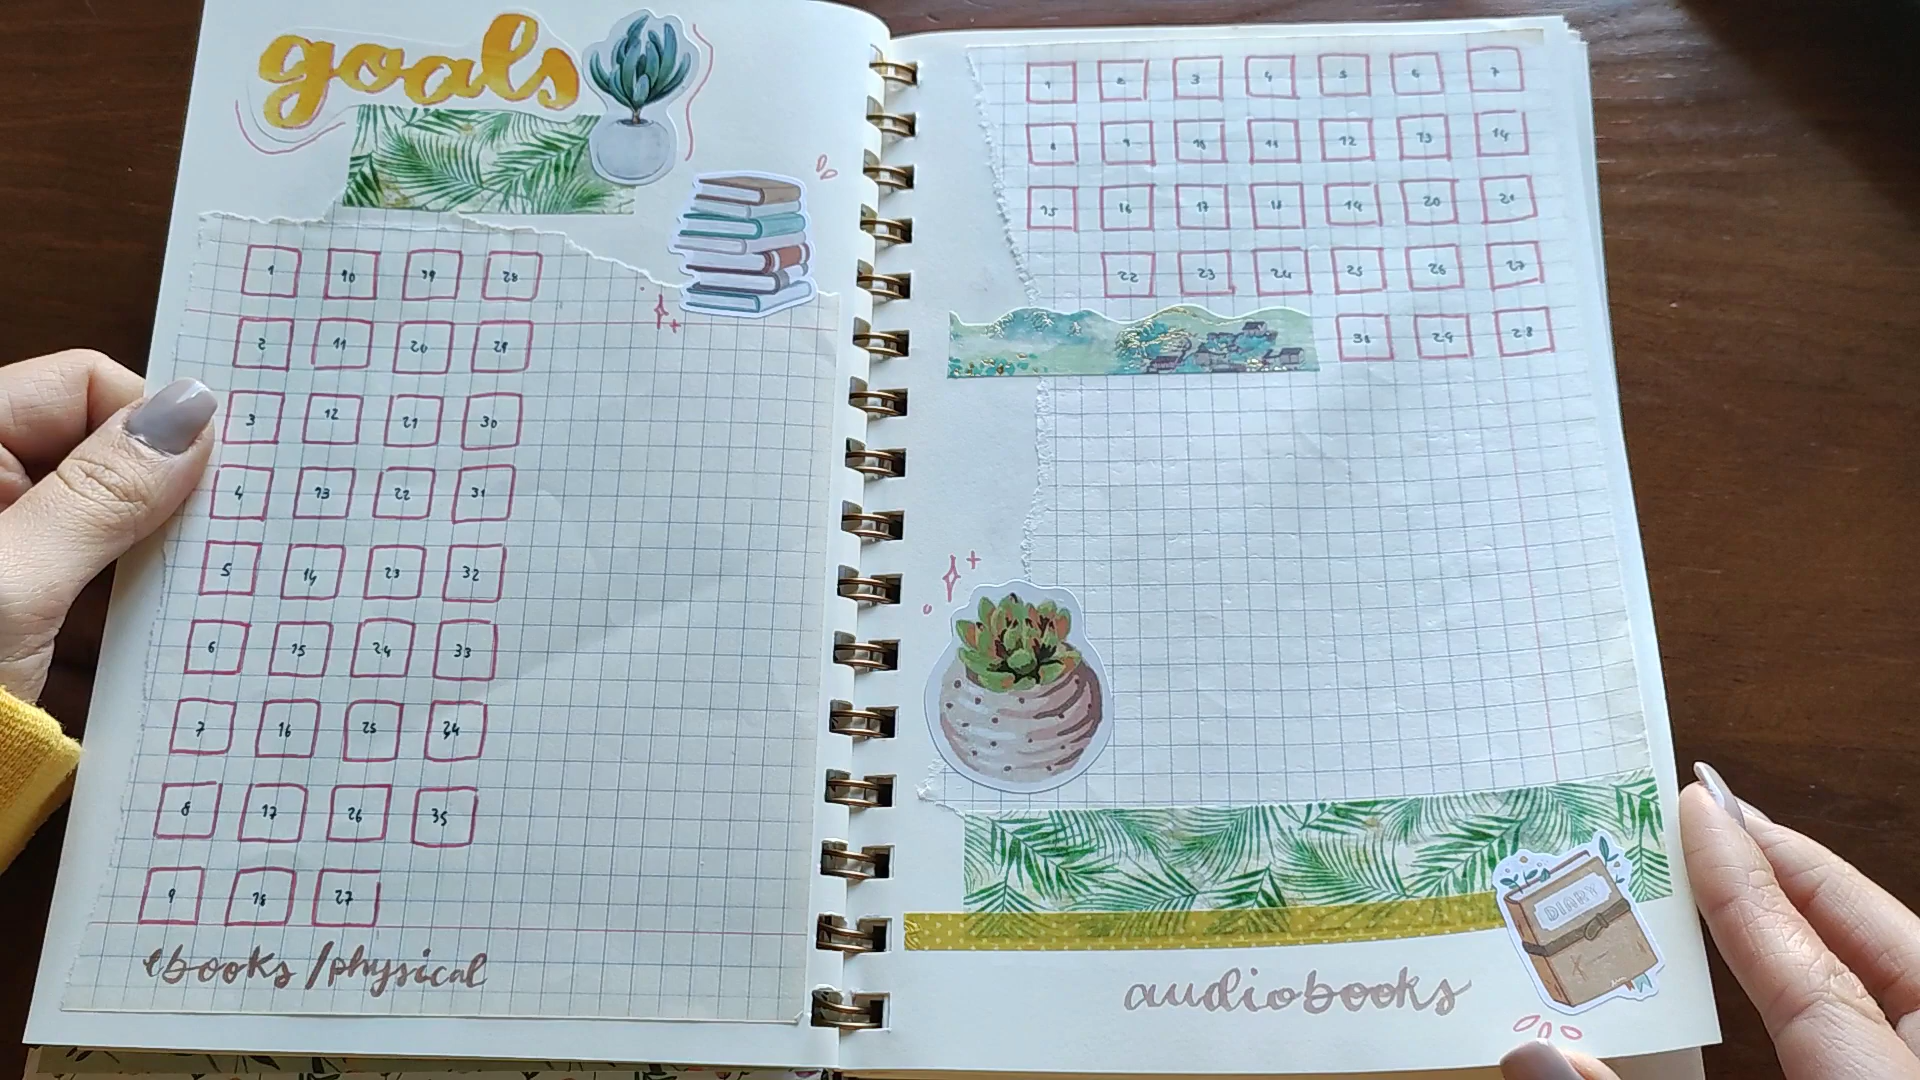 goals
1 10 19 28
2 11 20 29
3 12 21 30
4 13 22 31
5 14 23 32
6 15 24 33
7 16 25 34
8 17 26 35
9 18 27
ebooks/physical
1 2 3 4 5 6 7
8 9 10 11 12 13 14
15 16 17 18 19 20 21
22 23 24 25 26 27
30 29 28
DIARY
audiobooks